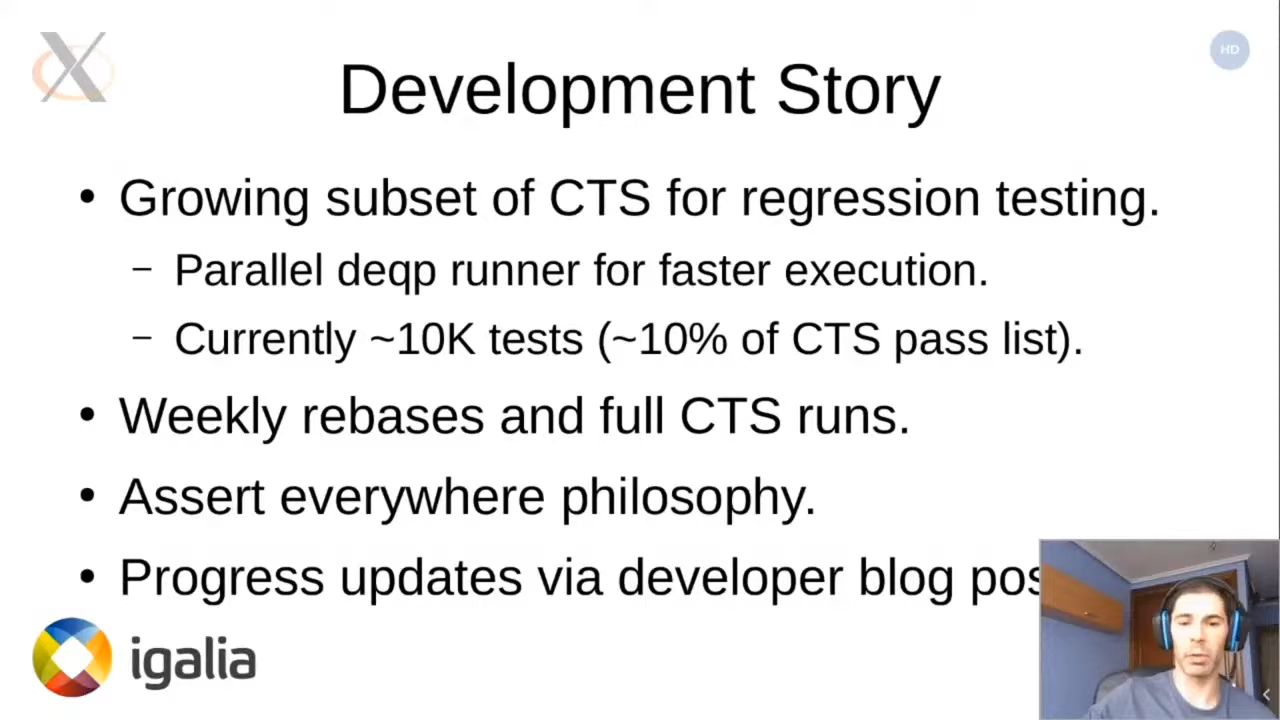 HD
Development Story
• Growing subset of CTS for regression testing.
– Parallel deqp runner for faster execution.
– Currently ~10K tests (~10% of CTS pass list).
• Weekly rebases and full CTS runs.
• Assert everywhere philosophy.
• Progress updates via developer blog pos
igalia